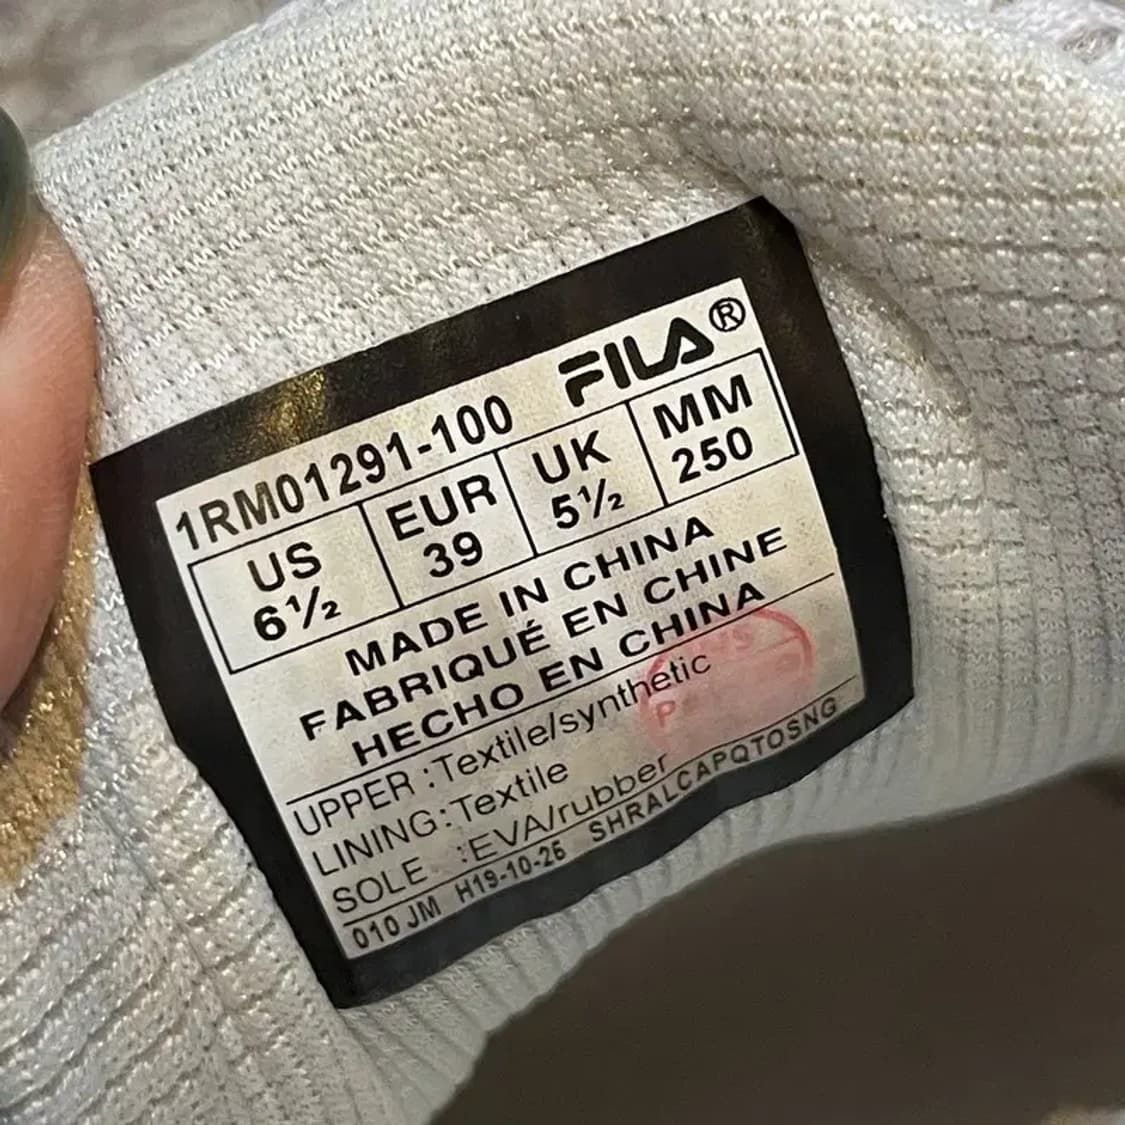 FILA®
1RM01291-100
US EUR UK MM
6½ 39 5½ 250
MADE IN CHINA
FABRIQUÉ EN CHINE
HECHO EN CHINA
UPPER :Textile/synthetic
LINING:Textile
SOLE :EVA/rubber
010 JM H19-10-26 SHRALCAPQTOSNG